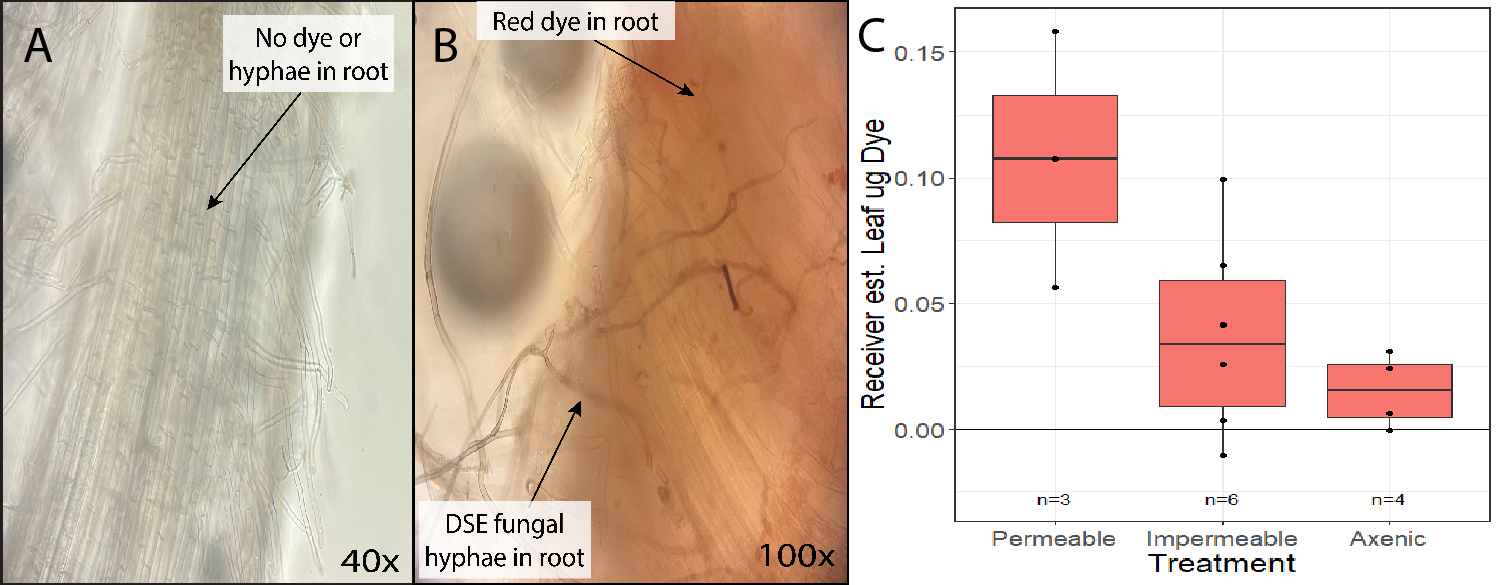 A
No dye or
hyphae in root
40x
B
Red dye in root
DSE fungal
hyphae in root
100x
C
Receiver est. Leaf ug Dye
0.15
0.10
0.05
0.00
n=3
n=6
n=4
Permeable
Impermeable
Axenic
Treatment